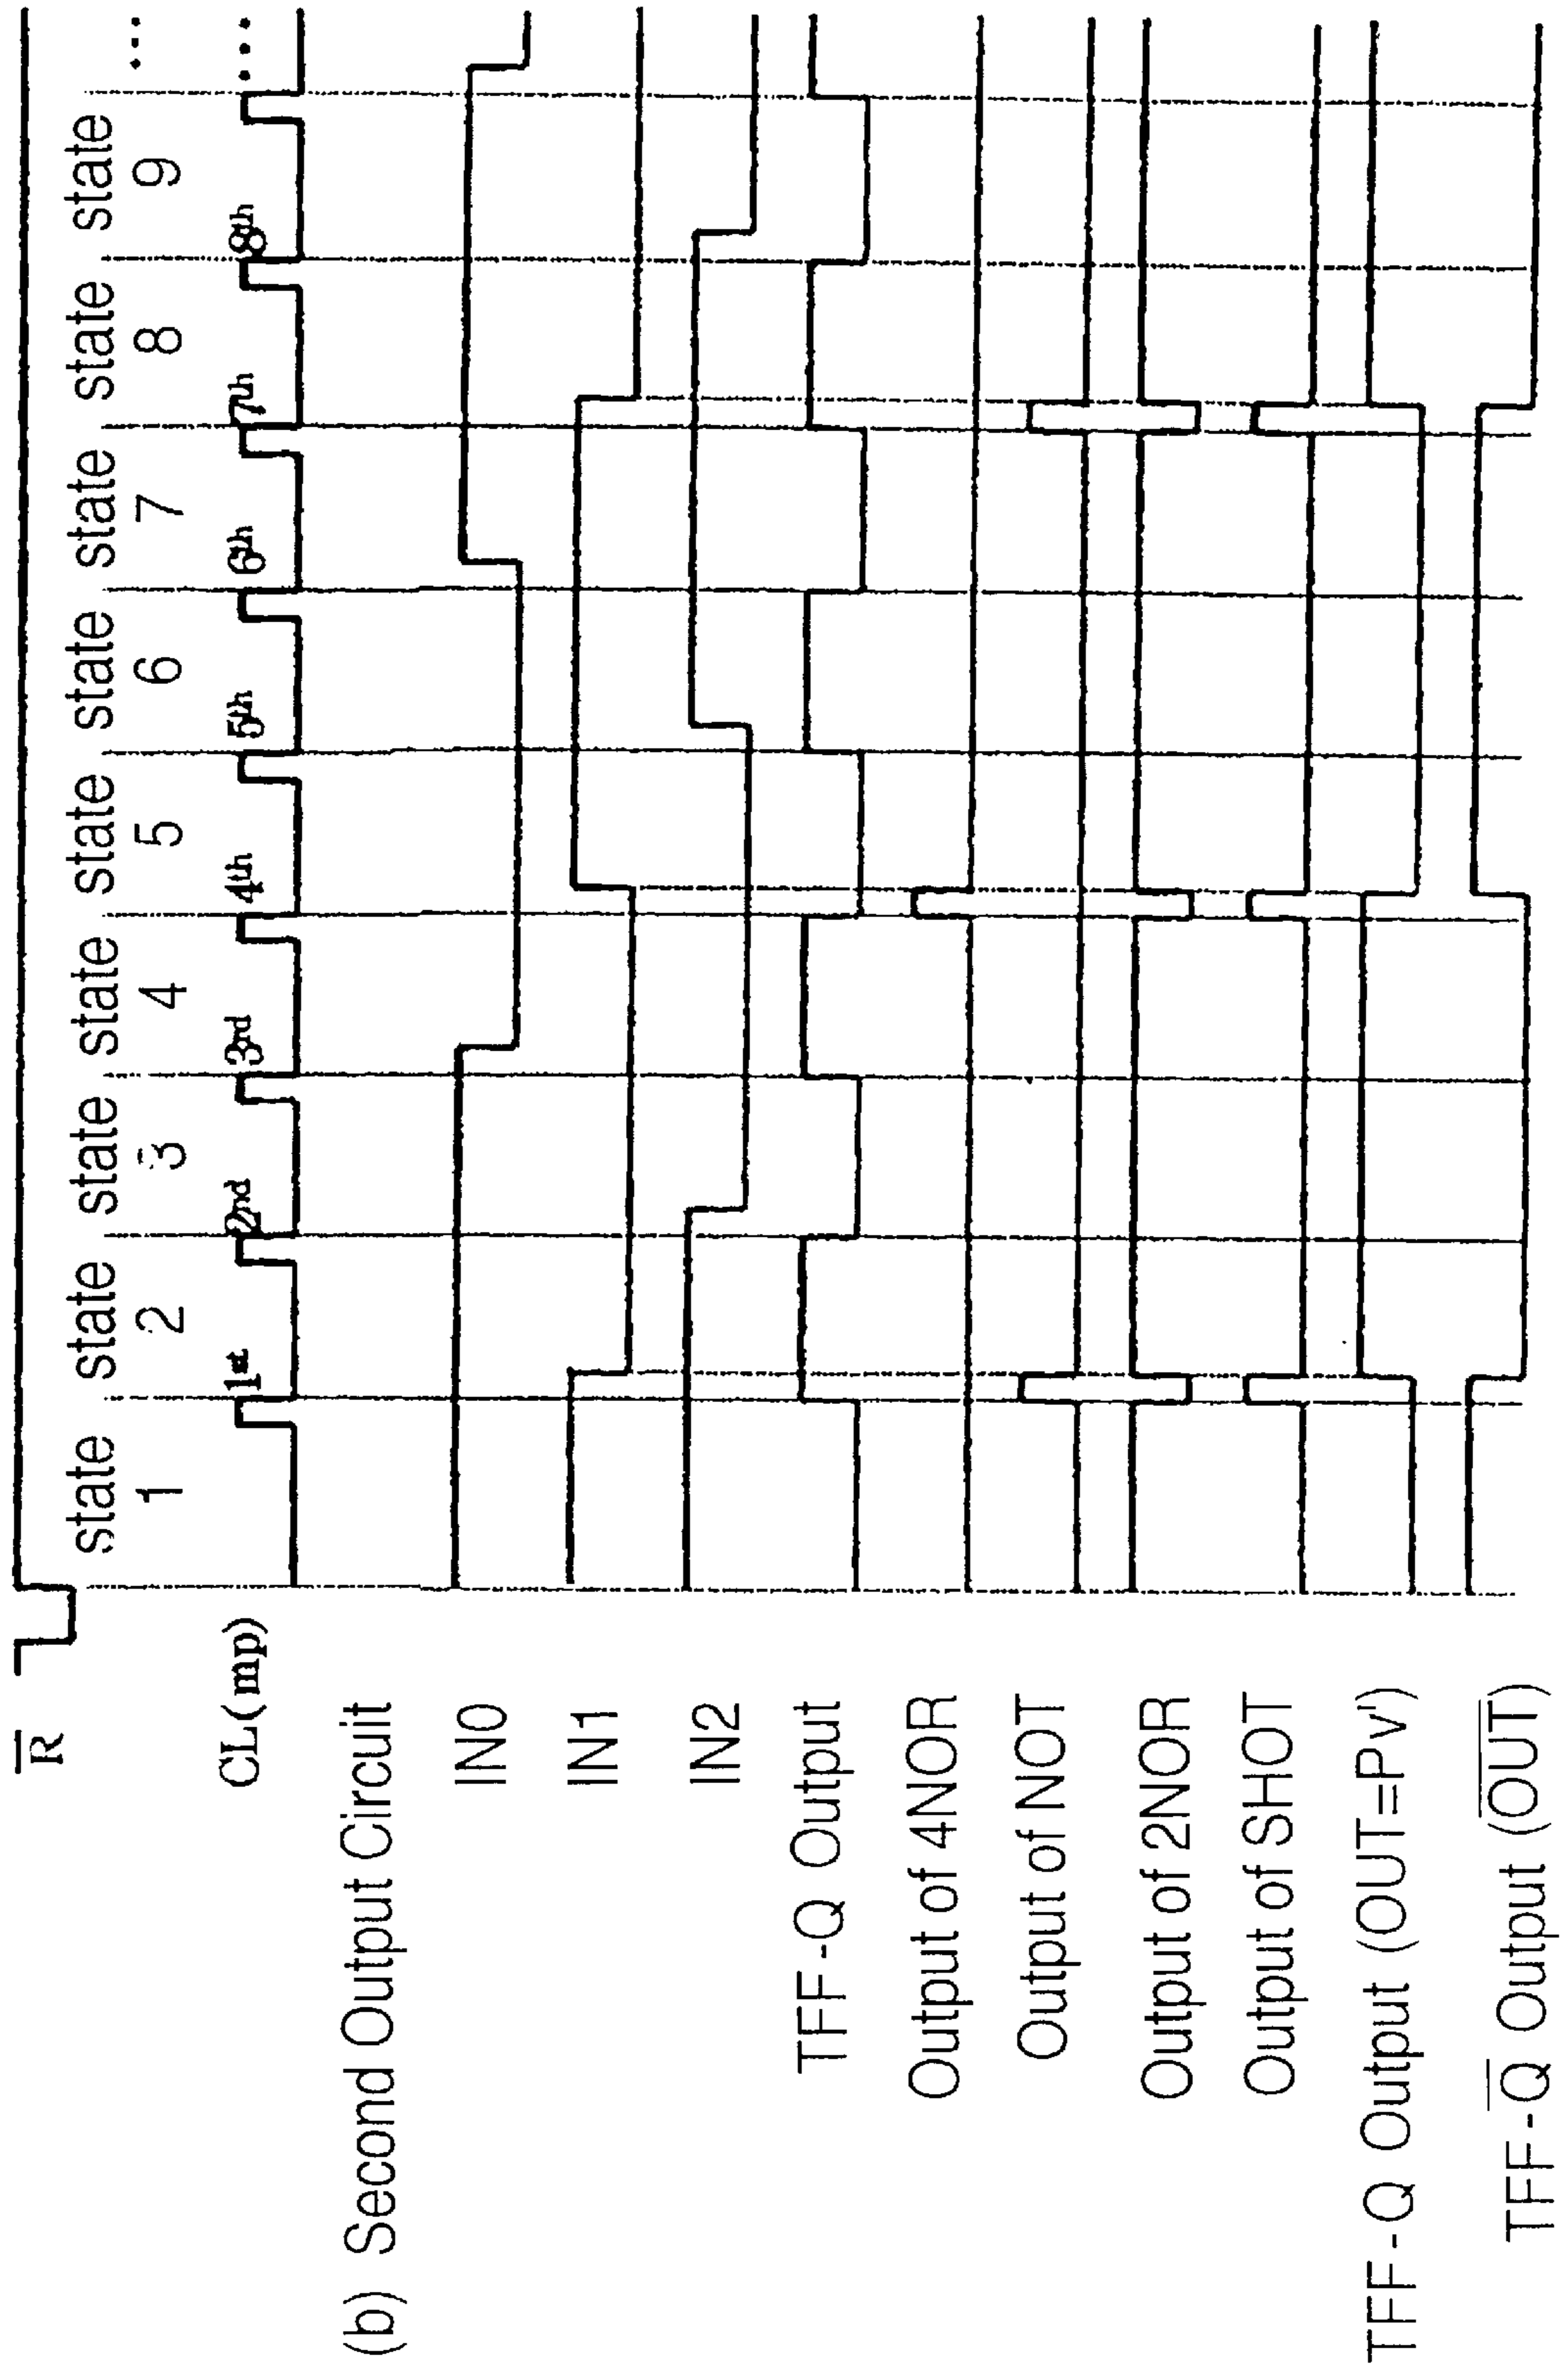 R̅
state 1 state 2 state 3 state 4 state 5 state 6 state 7 state 8 state 9 ...
CL(mp) 1st 2nd 3rd 4th 5th 6th 7th 8th ...
(b) Second Output Circuit
IN0
IN1
IN2
TFF-Q Output
Output of 4NOR
Output of NOT
Output of 2NOR
Output of SHOT
TFF-Q Output (OUT=Pv')
TFF-Q̅ Output (O̅U̅T̅)